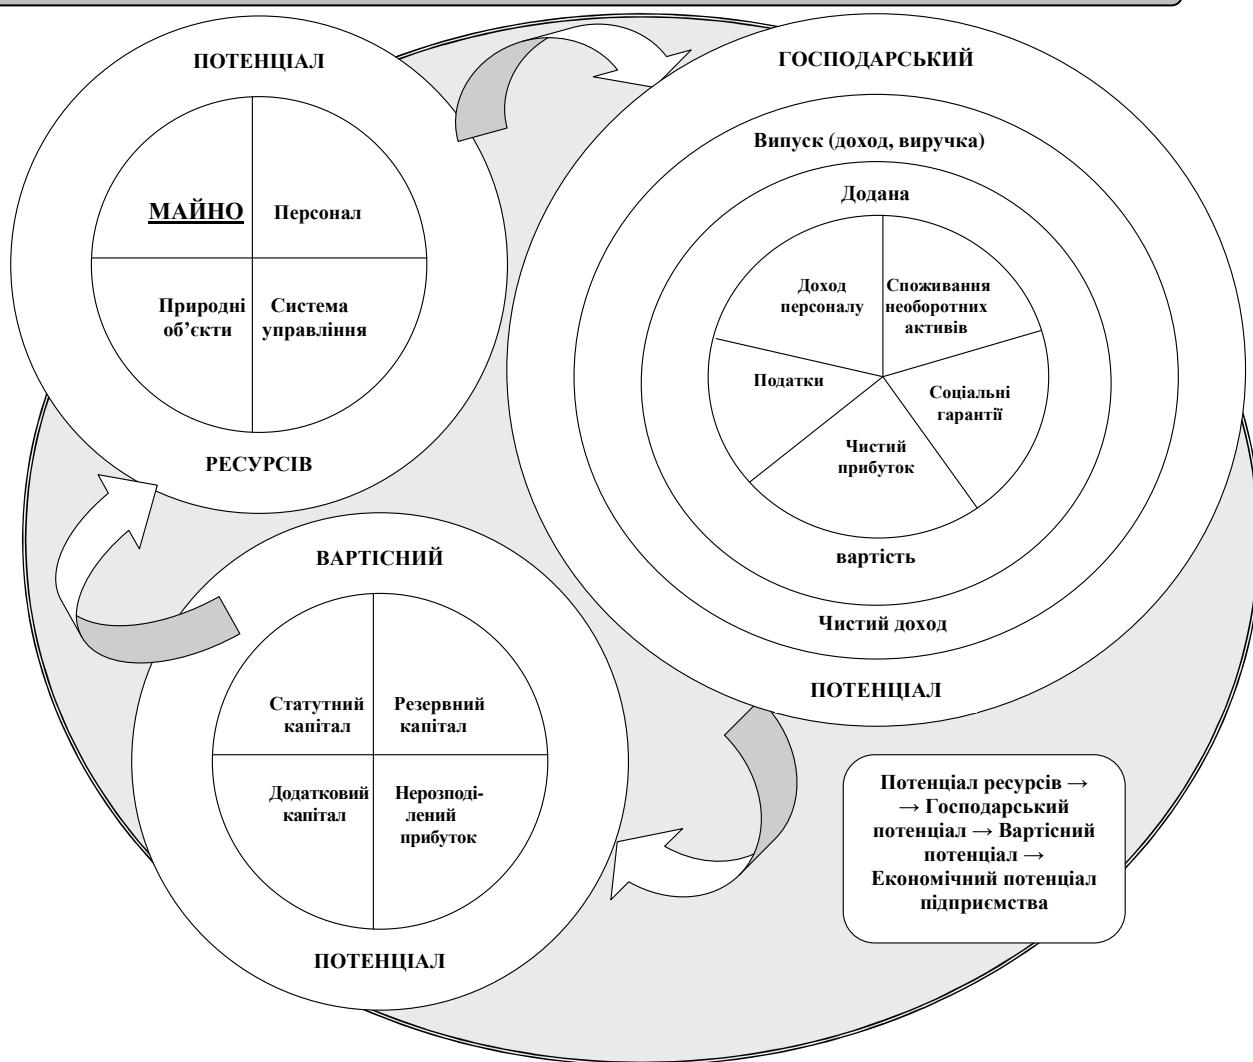 ПОТЕНЦІАЛ
МАЙНО
Персонал
Природні
об’єкти
Система
управління
РЕСУРСІВ
ГОСПОДАРСЬКИЙ
Випуск (доход, виручка)
Додана
Доход
персоналу
Споживання
необоротних
активів
Податки
Соціальні
гарантії
Чистий
прибуток
вартість
Чистий доход
ПОТЕНЦІАЛ
ВАРТІСНИЙ
Статутний
капітал
Резервний
капітал
Додатковий
капітал
Нерозподі-
лений
прибуток
ПОТЕНЦІАЛ
Потенціал ресурсів →
→ Господарський
потенціал → Вартісний
потенціал →
Економічний потенціал
підприємства